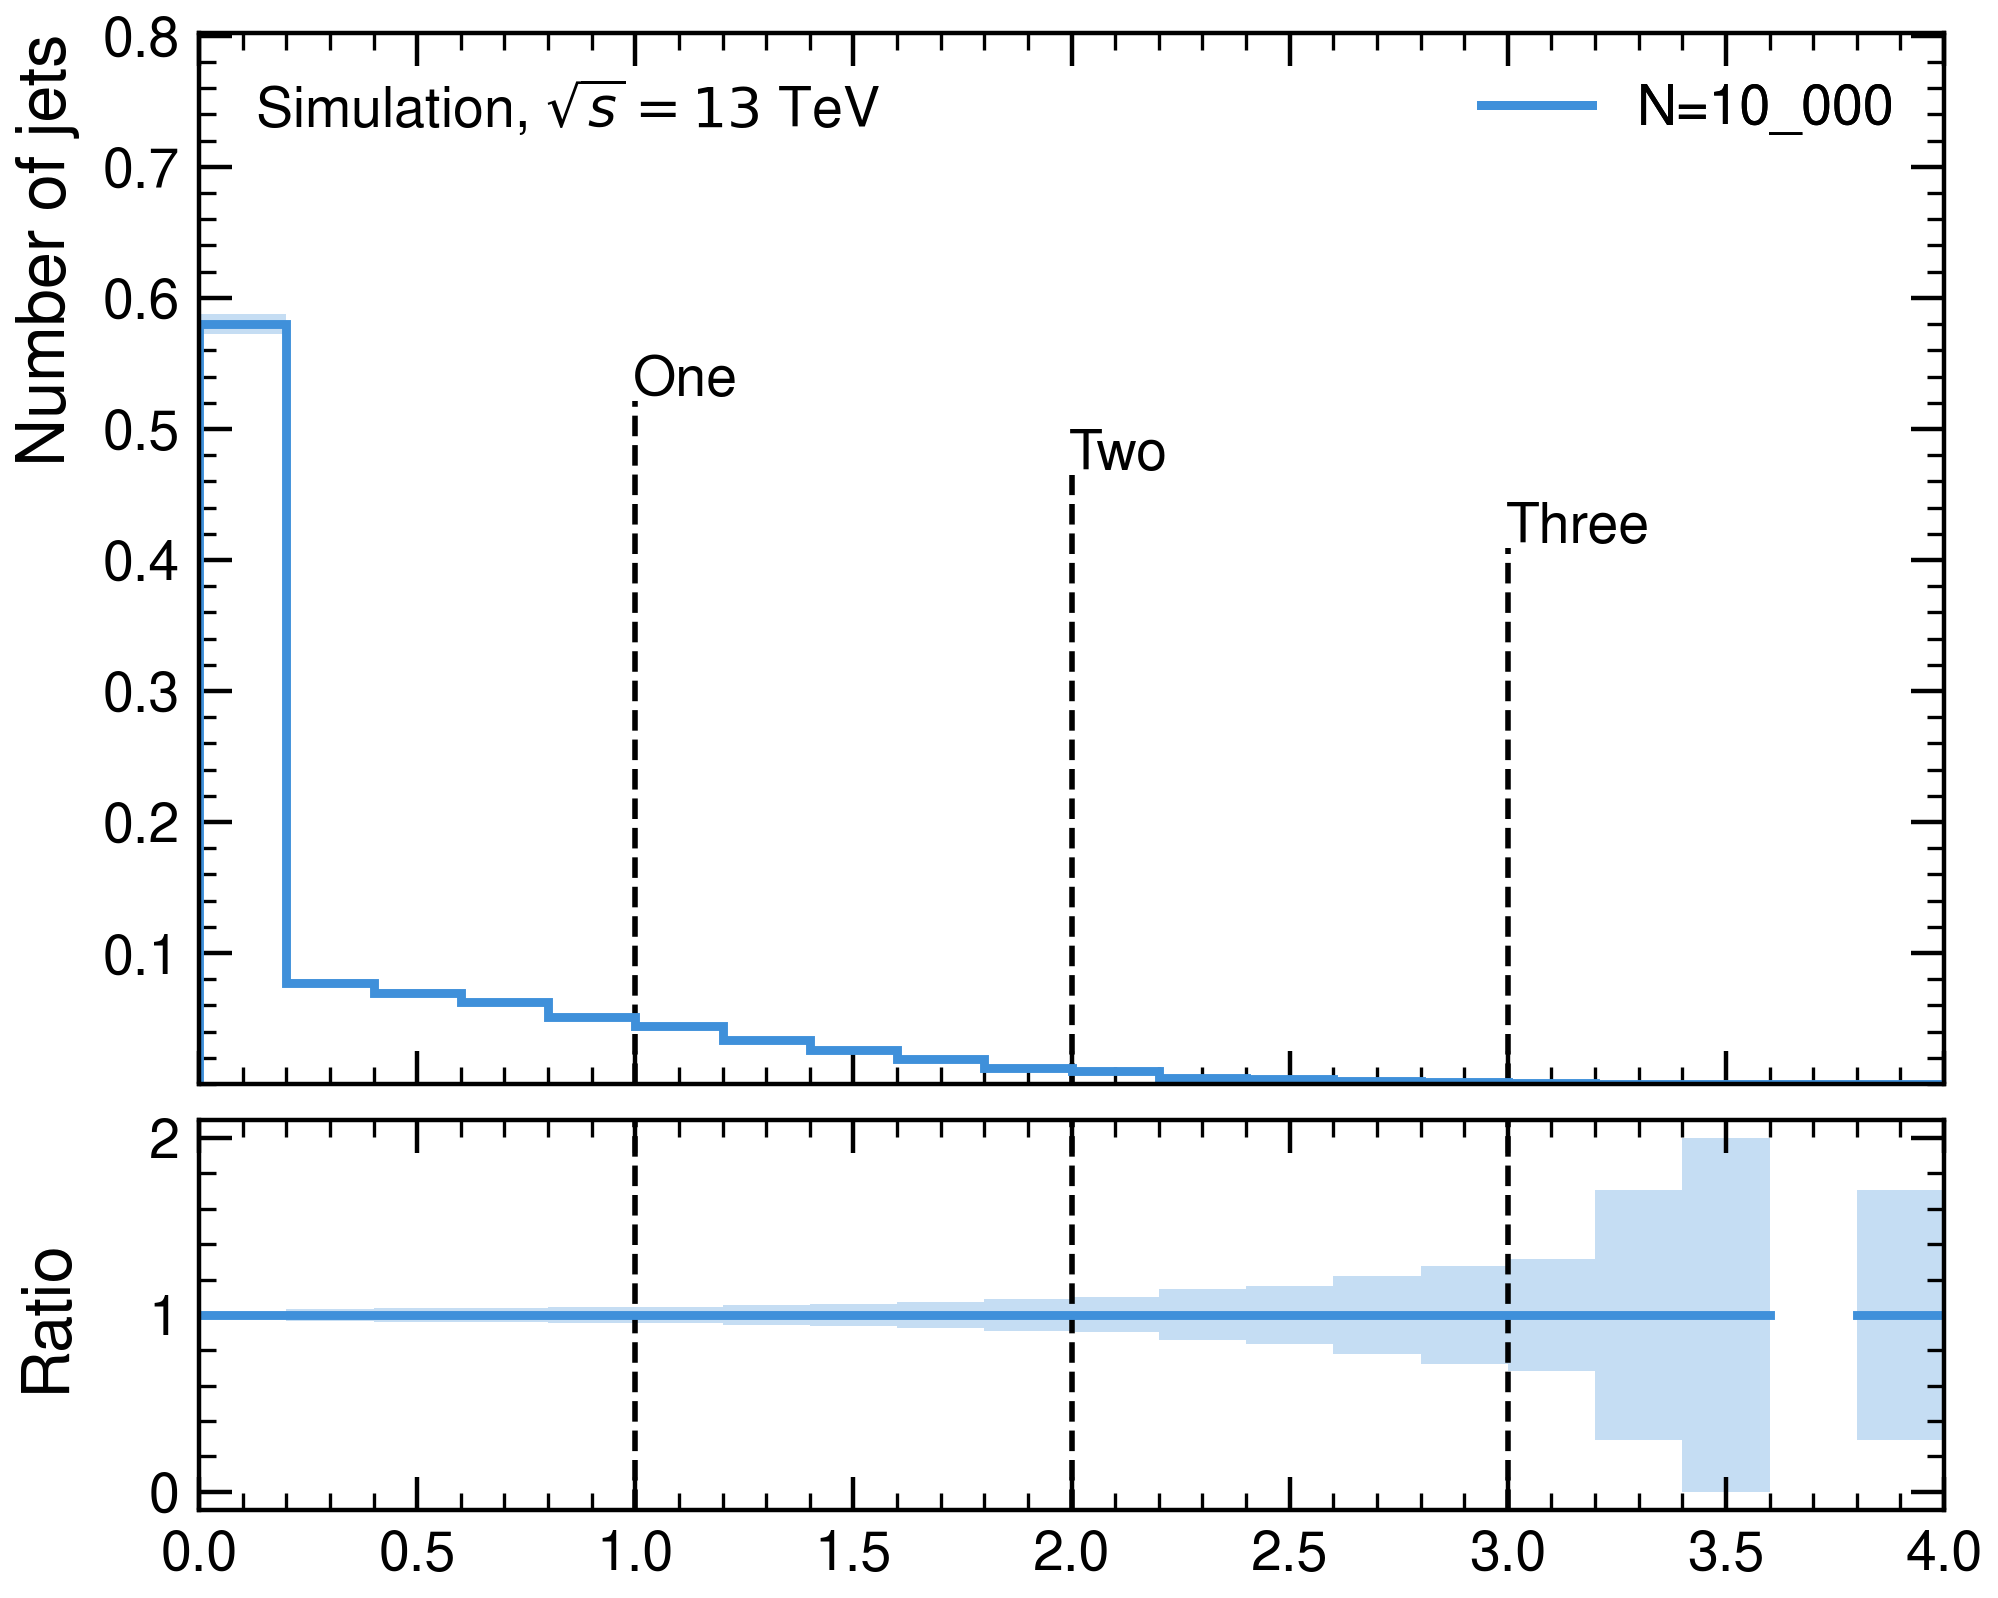 Number of jets
0.8
0.7
0.6
0.5
0.4
0.3
0.2
0.1
Simulation, √s = 13 TeV
N=10_000
One
Two
Three
Ratio
2
1
0
0.0 0.5 1.0 1.5 2.0 2.5 3.0 3.5 4.0